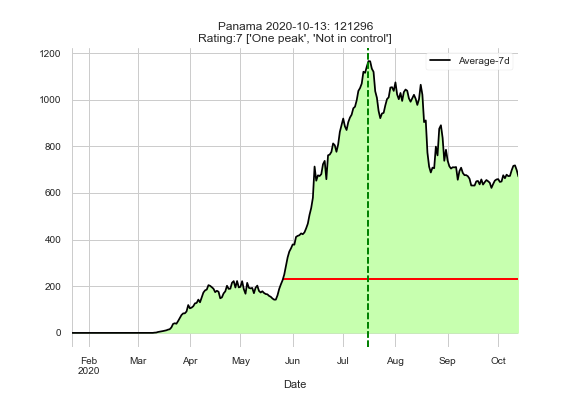 Panama 2020-10-13: 121296
Rating:7 ['One peak', 'Not in control']
Average-7d
1200
1000
800
600
400
200
0
Feb Mar Apr May Jun Jul Aug Sep Oct
2020
Date